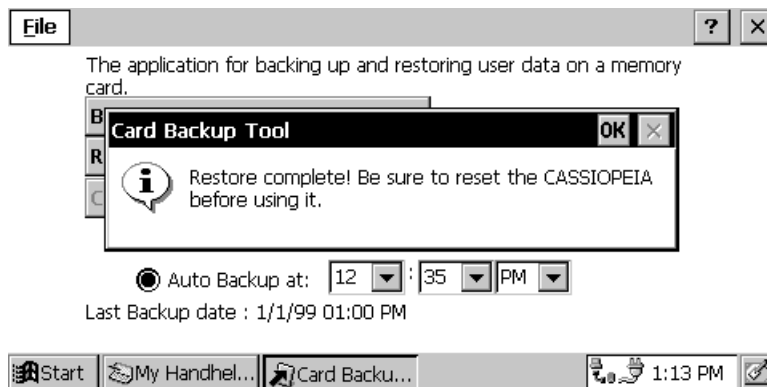 File
?
The application for backing up and restoring user data on a memory
card.
B
Card Backup Tool OK
R
Restore complete! Be sure to reset the CASSIOPEIA
before using it.
C
Auto Backup at: 12 : 35 PM
Last Backup date : 1/1/99 01:00 PM
Start My Handhel... Card Backu... 1:13 PM